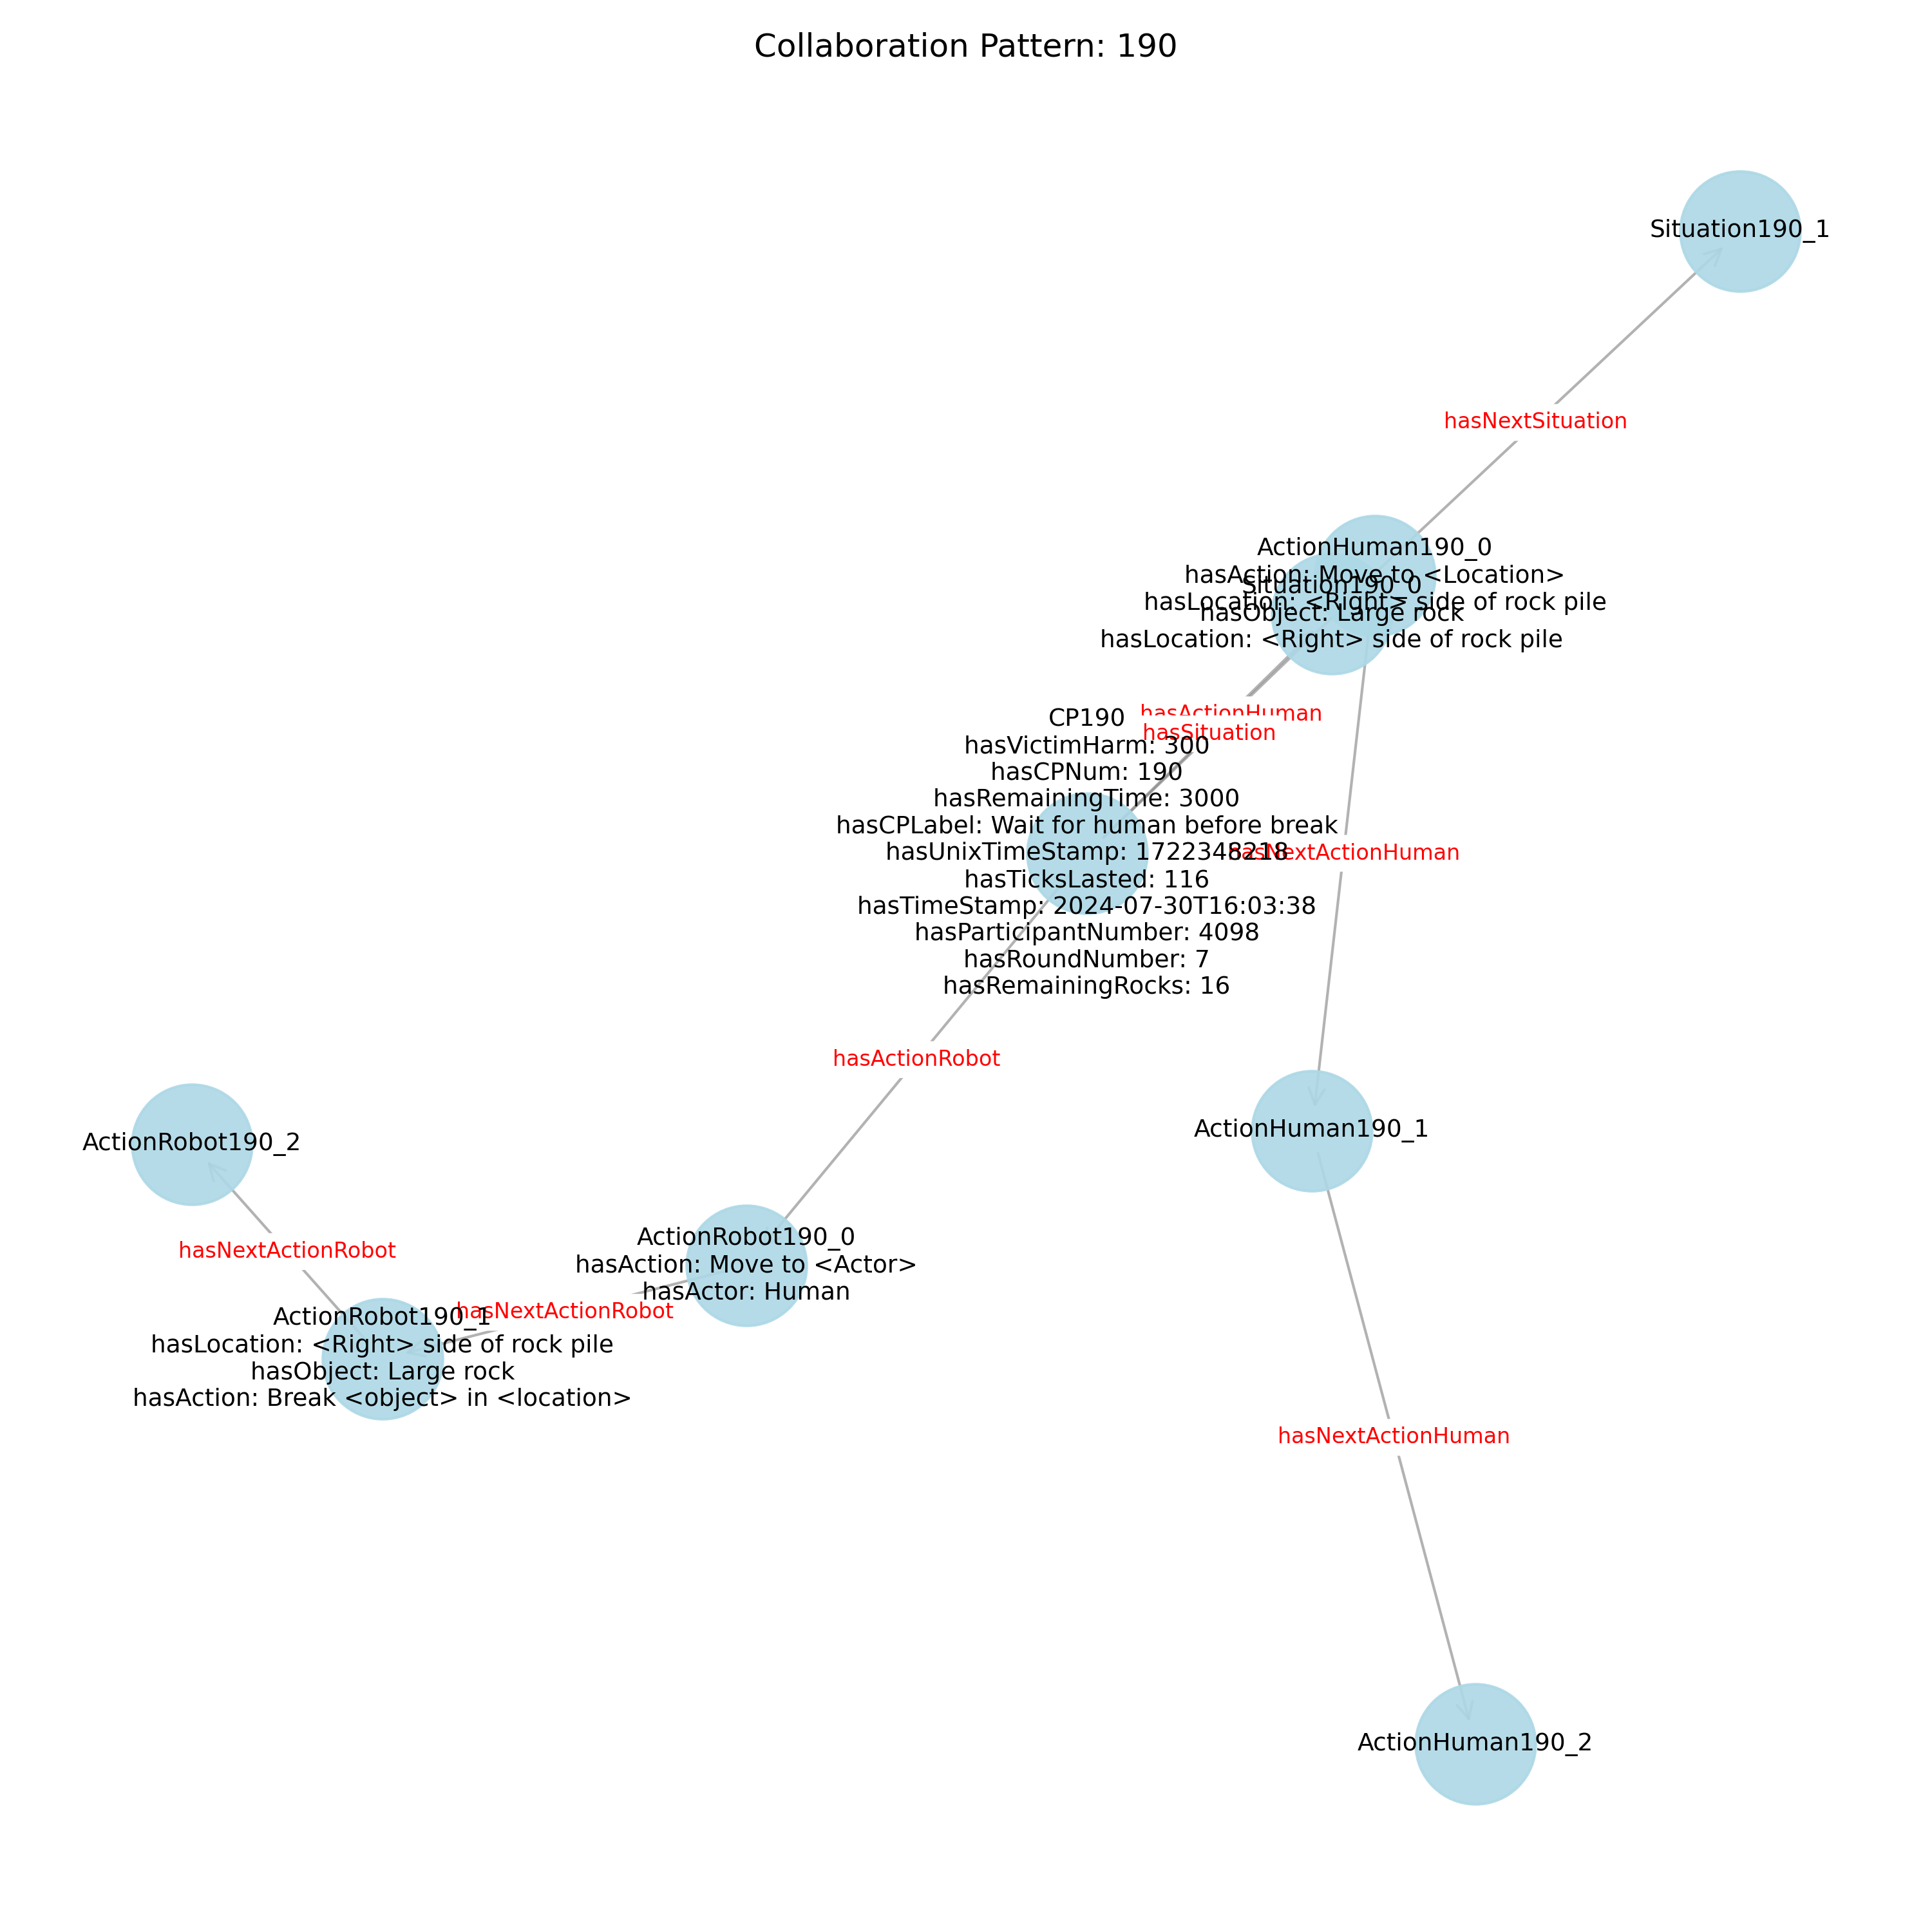 Collaboration Pattern: 190
Situation190_1
hasNextSituation
ActionHuman190_0
hasAction: Move to <Location>
hasLocation: <Right> side of rock pile
Situation190_0
hasObject: Large rock
hasLocation: <Right> side of rock pile
hasActionHuman
hasSituation
CP190
hasVictimHarm: 300
hasCPNum: 190
hasRemainingTime: 3000
hasCPLabel: Wait for human before break
hasUnixTimeStamp: 1722348218
hasTicksLasted: 116
hasTimeStamp: 2024-07-30T16:03:38
hasParticipantNumber: 4098
hasRoundNumber: 7
hasRemainingRocks: 16
hasNextActionHuman
hasActionRobot
ActionHuman190_1
ActionRobot190_2
hasNextActionRobot
ActionRobot190_0
hasAction: Move to <Actor>
hasActor: Human
hasNextActionRobot
ActionRobot190_1
hasLocation: <Right> side of rock pile
hasObject: Large rock
hasAction: Break <object> in <location>
hasNextActionHuman
ActionHuman190_2